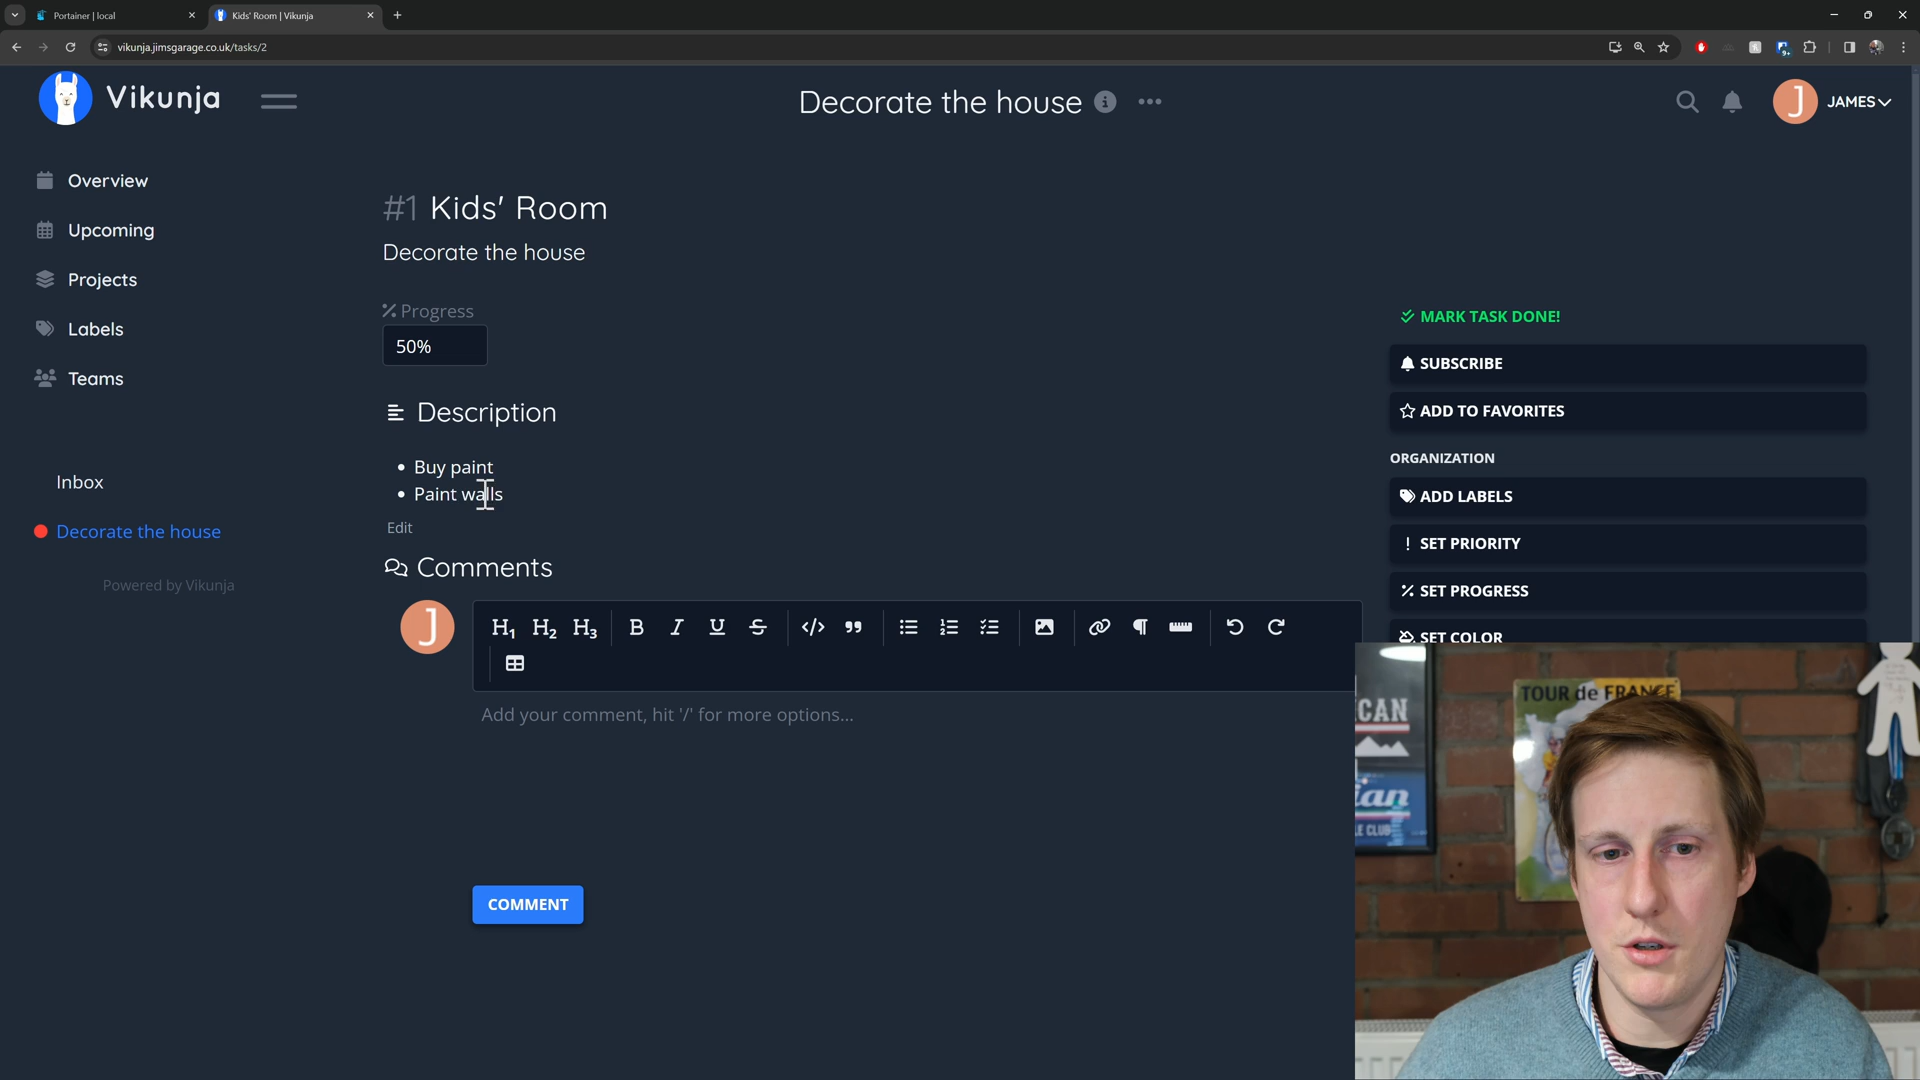 Portainer | local
Kids' Room | Vikunja
vikunja.jimsgarage.co.uk/tasks/2
9+
Vikunja
Decorate the house
J
JAMES
Overview
Upcoming
Projects
Labels
Teams
Inbox
Decorate the house
Powered by Vikunja
#1 Kids' Room
Decorate the house
Progress
50%
Description
Buy paint
Paint walls
Edit
Comments
J
H1 H2 H3 B I U S
Add your comment, hit '/' for more options...
COMMENT
MARK TASK DONE!
SUBSCRIBE
ADD TO FAVORITES
ORGANIZATION
ADD LABELS
SET PRIORITY
SET PROGRESS
SET COLOR
TOUR de FRANCE